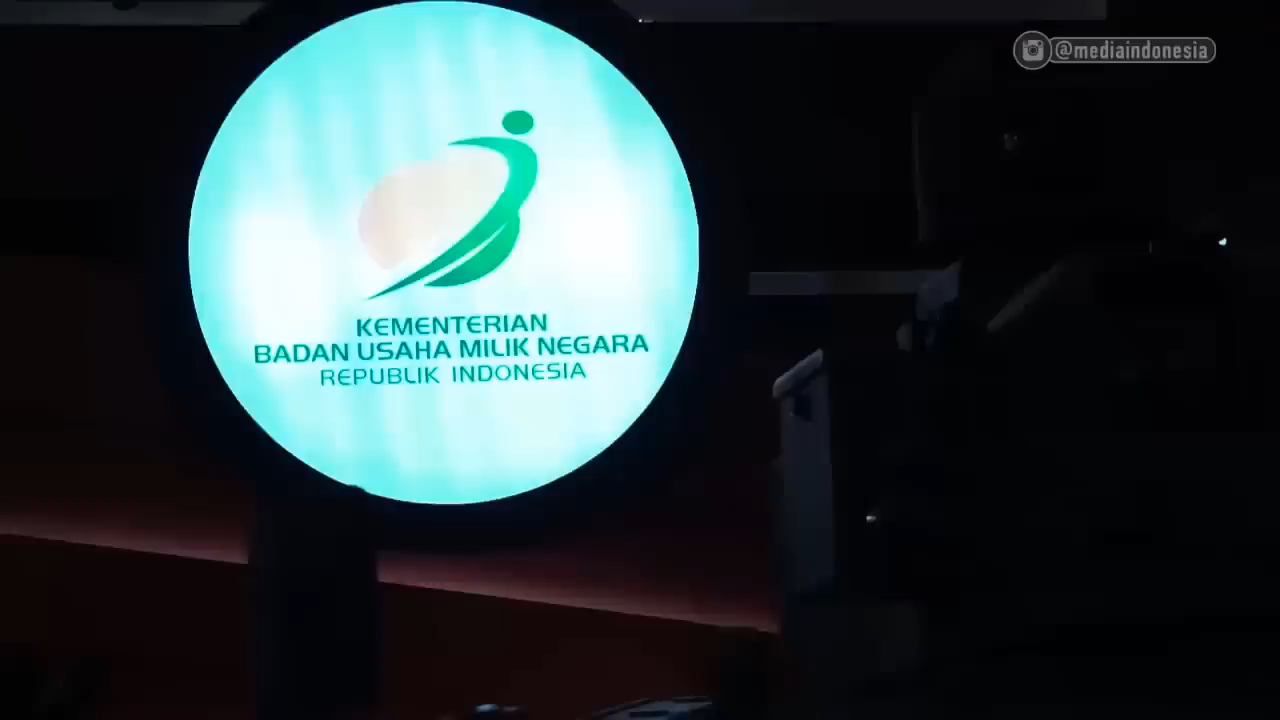 @mediaindonesia
KEMENTERIAN
BADAN USAHA MILIK NEGARA
REPUBLIK INDONESIA